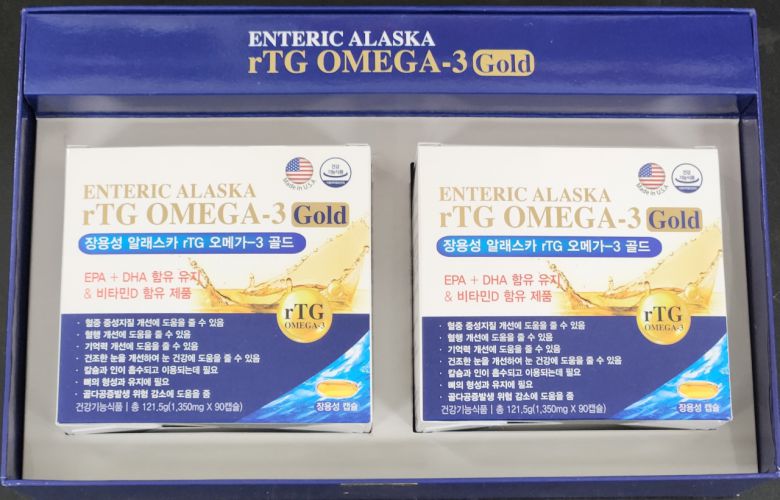 ENTERIC ALASKA
rTG OMEGA-3 Gold
Made in U.S.A
건강
기능식품
ENTERIC ALASKA
rTG OMEGA-3 Gold
장용성 알래스카 rTG 오메가-3 골드
EPA + DHA 함유 유지
& 비타민D 함유 제품
rTG
OMEGA-3
· 혈중 중성지질 개선에 도움을 줄 수 있음
· 혈행 개선에 도움을 줄 수 있음
· 기억력 개선에 도움을 줄 수 있음
· 건조한 눈을 개선하여 눈 건강에 도움을 줄 수 있음
· 칼슘과 인이 흡수되고 이용되는데 필요
· 뼈의 형성과 유지에 필요
· 골다공증발생 위험 감소에 도움을 줌
건강기능식품 | 총 121.5g(1,350mg X 90캡슐)
장용성 캡슐
Made in U.S.A
건강
기능식품
ENTERIC ALASKA
rTG OMEGA-3 Gold
장용성 알래스카 rTG 오메가-3 골드
EPA + DHA 함유 유지
& 비타민D 함유 제품
rTG
OMEGA-3
· 혈중 중성지질 개선에 도움을 줄 수 있음
· 혈행 개선에 도움을 줄 수 있음
· 기억력 개선에 도움을 줄 수 있음
· 건조한 눈을 개선하여 눈 건강에 도움을 줄 수 있음
· 칼슘과 인이 흡수되고 이용되는데 필요
· 뼈의 형성과 유지에 필요
· 골다공증발생 위험 감소에 도움을 줌
건강기능식품 | 총 121.5g(1,350mg X 90캡슐)
장용성 캡슐